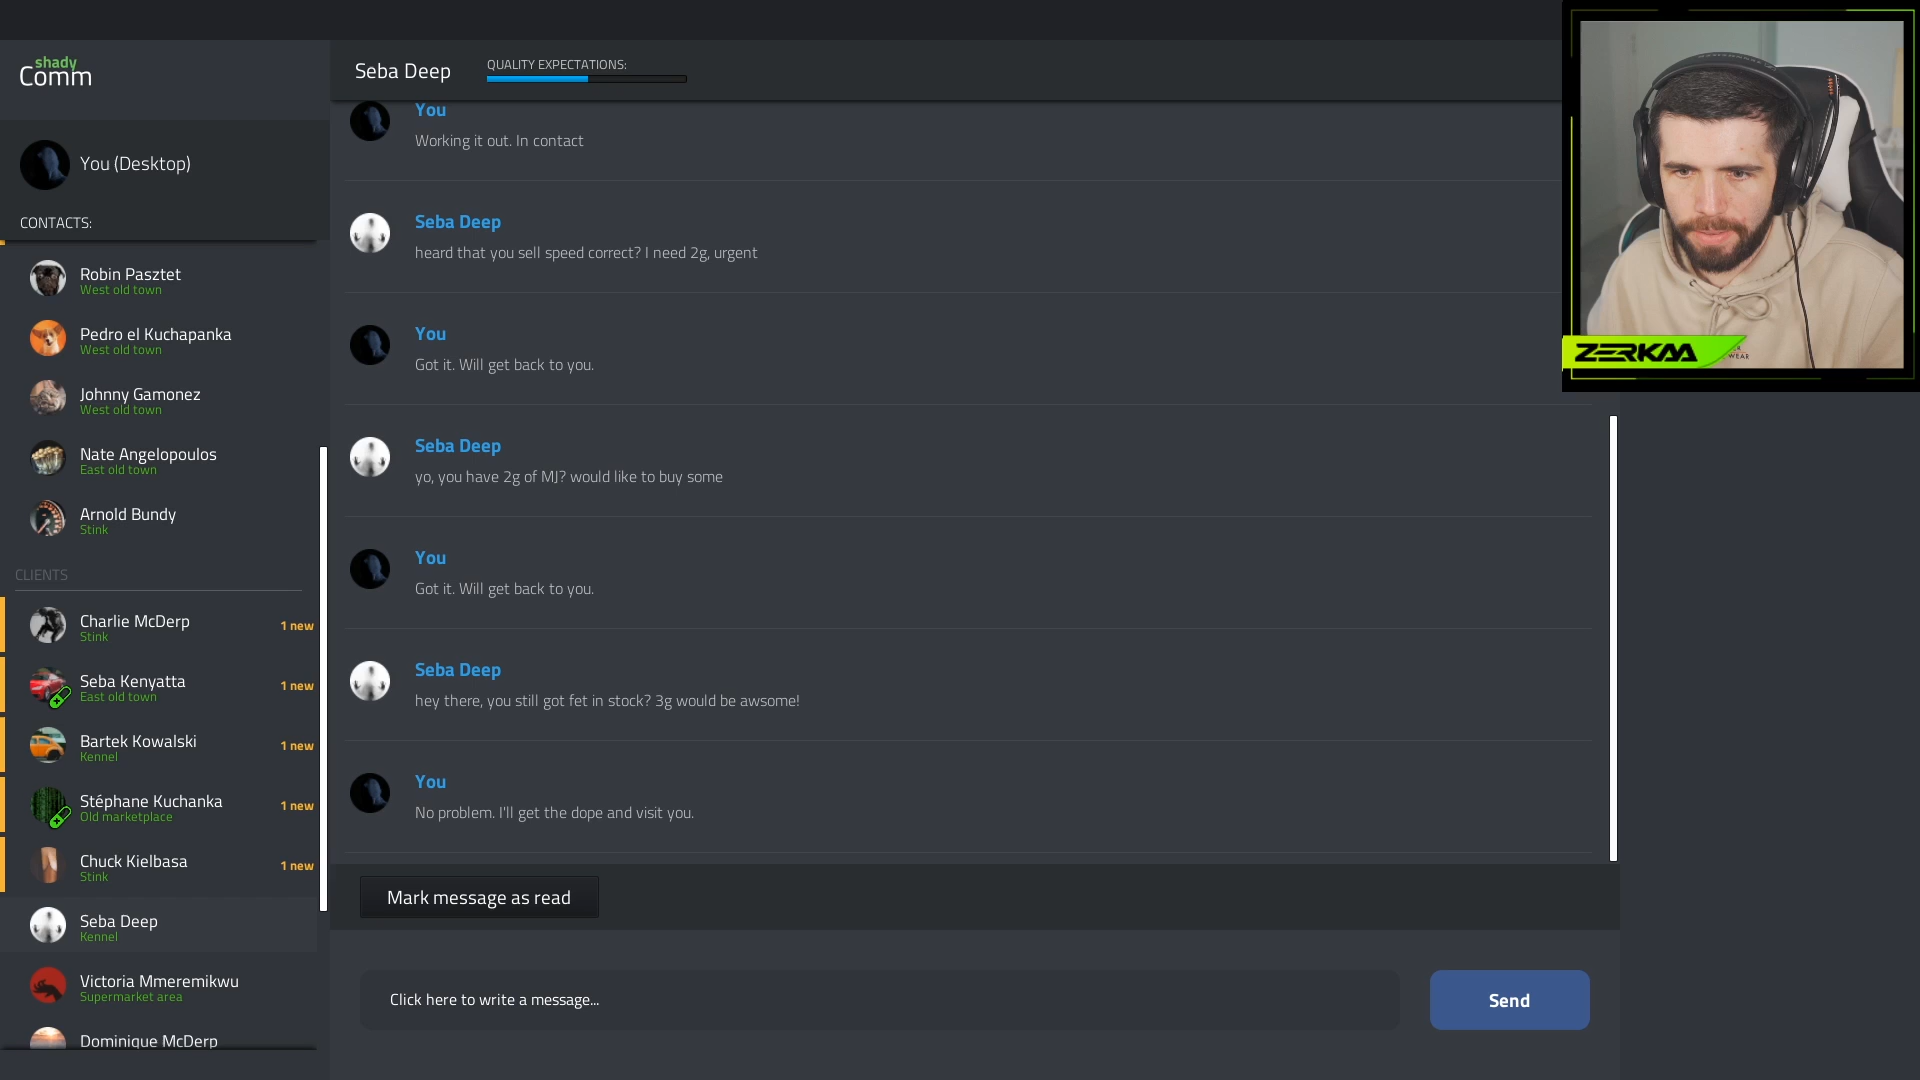 shady
Comm
You (Desktop)
CONTACTS:
Robin Pasztet
West old town
Pedro el Kuchapanka
West old town
Johnny Gamonez
West old town
Nate Angelopoulos
East old town
Arnold Bundy
Stink
CLIENTS
Charlie McDerp
Stink
1 new
Seba Kenyatta
East old town
1 new
Bartek Kowalski
Kennel
1 new
Stéphane Kuchanka
Old marketplace
1 new
Chuck Kielbasa
Stink
1 new
Seba Deep
Kennel
Victoria Mmeremikwu
Supermarket area
Dominique McDerp
Seba Deep
QUALITY EXPECTATIONS:
You
Working it out. In contact
Seba Deep
heard that you sell speed correct? I need 2g, urgent
You
Got it. Will get back to you.
Seba Deep
yo, you have 2g of MJ? would like to buy some
You
Got it. Will get back to you.
Seba Deep
hey there, you still got fet in stock? 3g would be awsome!
You
No problem. I'll get the dope and visit you.
Mark message as read
Click here to write a message...
Send
ZERKAA
WEAR